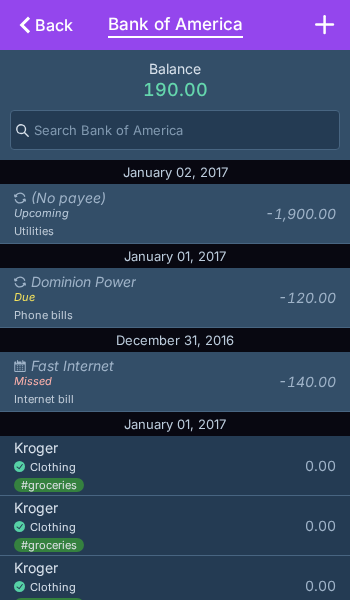 Back
Bank of America
Balance
190.00
Search Bank of America
January 02, 2017
(No payee)
Upcoming
-1,900.00
Utilities
January 01, 2017
Dominion Power
Due
-120.00
Phone bills
December 31, 2016
Fast Internet
Missed
-140.00
Internet bill
January 01, 2017
Kroger
Clothing
0.00
#groceries
Kroger
Clothing
0.00
#groceries
Kroger
Clothing
0.00